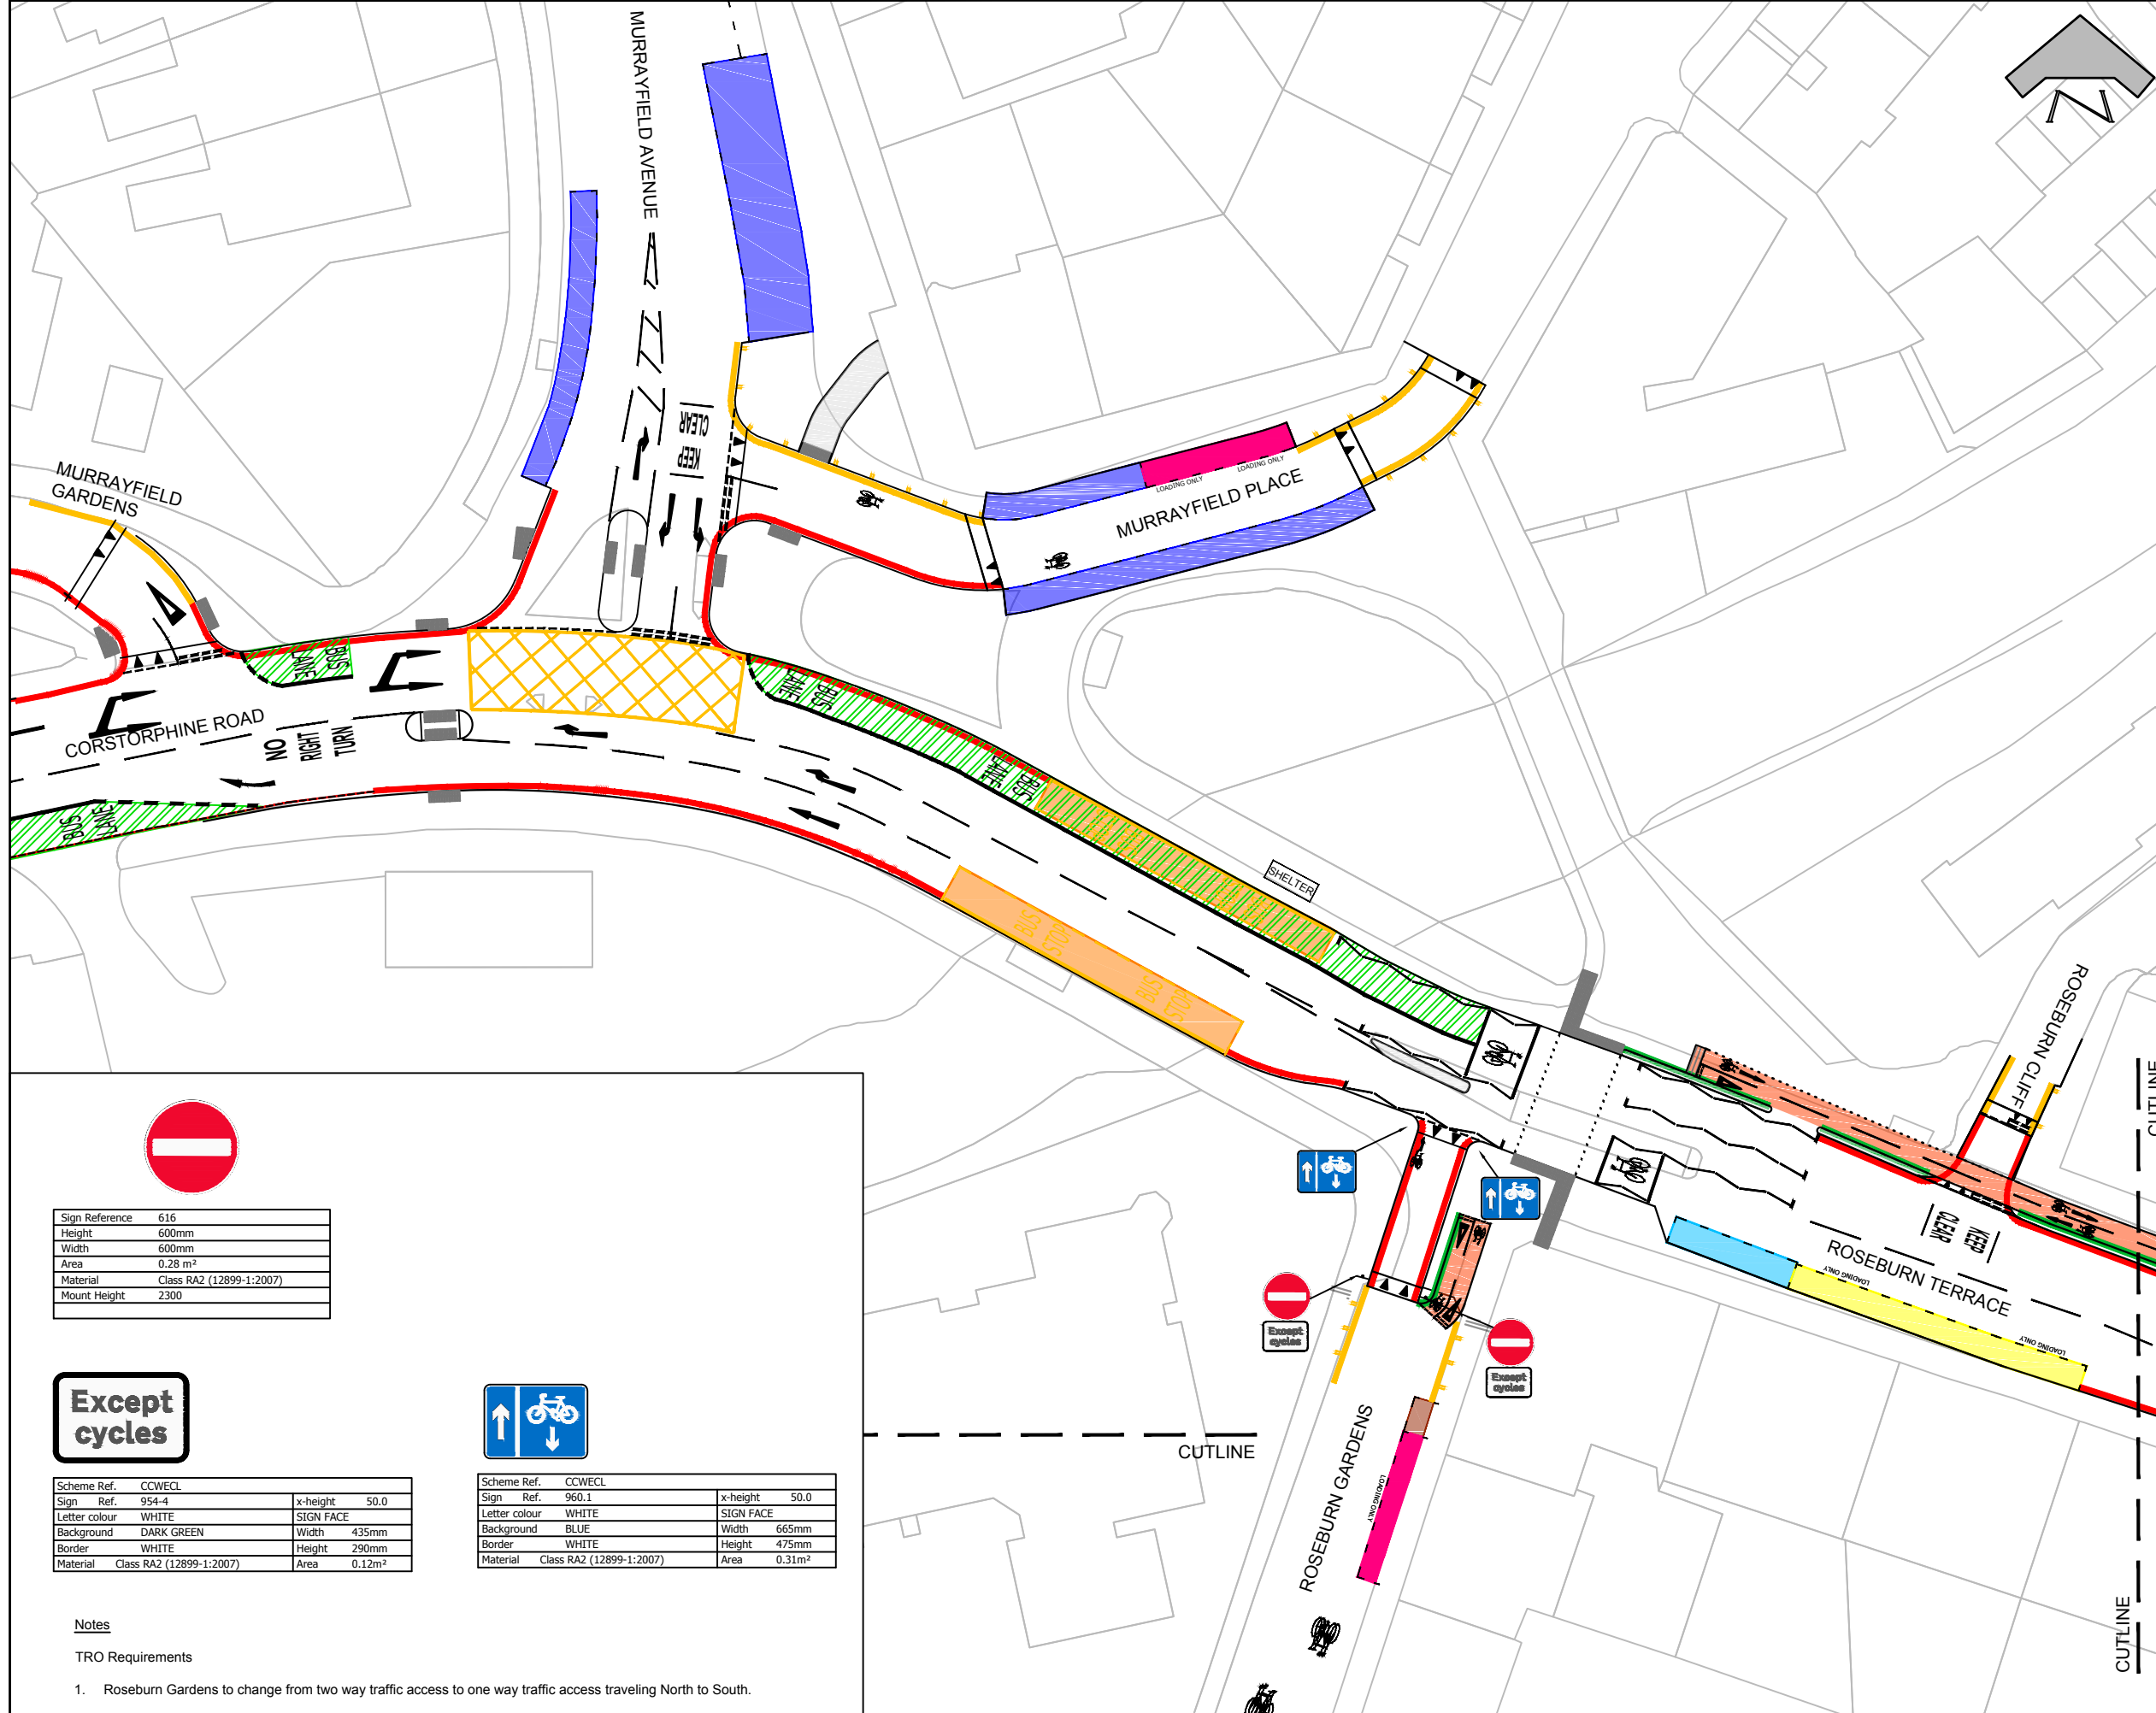 MURRAYFIELD AVENUE
KEEP
CLEAR
MURRAYFIELD
GARDENS
LOADING ONLY
LOADING ONLY
MURRAYFIELD PLACE
BUS
LANE
BUS
LANE
CORSTORPHINE ROAD
NO
RIGHT
TURN
BUS
LANE
BUS
LANE
SHELTER
BUS
STOP
BUS
STOP
ROSEBURN CLIFF
CUTLINE
KEEP
CLEAR
ROSEBURN TERRACE
LOADING ONLY
LOADING ONLY
Except
cycles
Except
cycles
ROSEBURN GARDENS
LOADING ONLY
CUTLINE
CUTLINE
Sign Reference 616
Height 600mm
Width 600mm
Area 0.28 m²
Material Class RA2 (12899-1:2007)
Mount Height 2300
Except
cycles
Scheme Ref. CCWECL
Sign Ref. 954-4 x-height 50.0
Letter colour WHITE SIGN FACE
Background DARK GREEN Width 435mm
Border WHITE Height 290mm
Material Class RA2 (12899-1:2007) Area 0.12m²
Scheme Ref. CCWECL
Sign Ref. 960.1 x-height 50.0
Letter colour WHITE SIGN FACE
Background BLUE Width 665mm
Border WHITE Height 475mm
Material Class RA2 (12899-1:2007) Area 0.31m²
Notes
TRO Requirements
1. Roseburn Gardens to change from two way traffic access to one way traffic access traveling North to South.